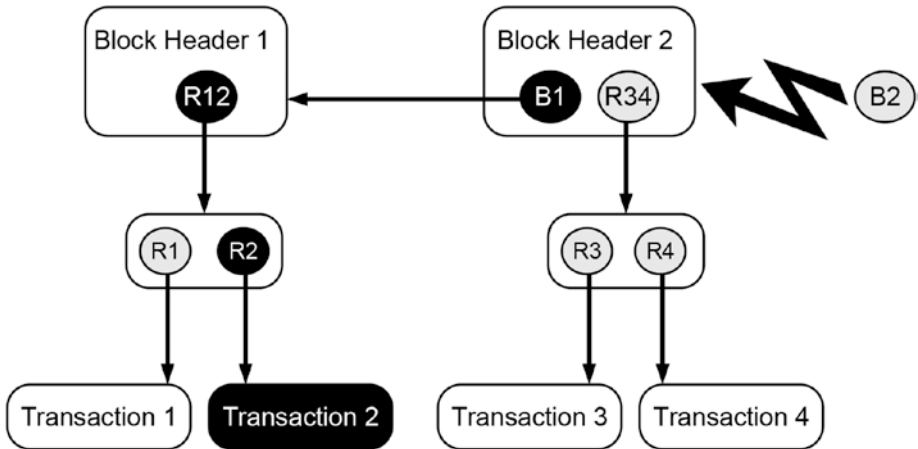 Block Header 1
R12
Block Header 2
B1
R34
B2
R1
R2
R3
R4
Transaction 1
Transaction 2
Transaction 3
Transaction 4